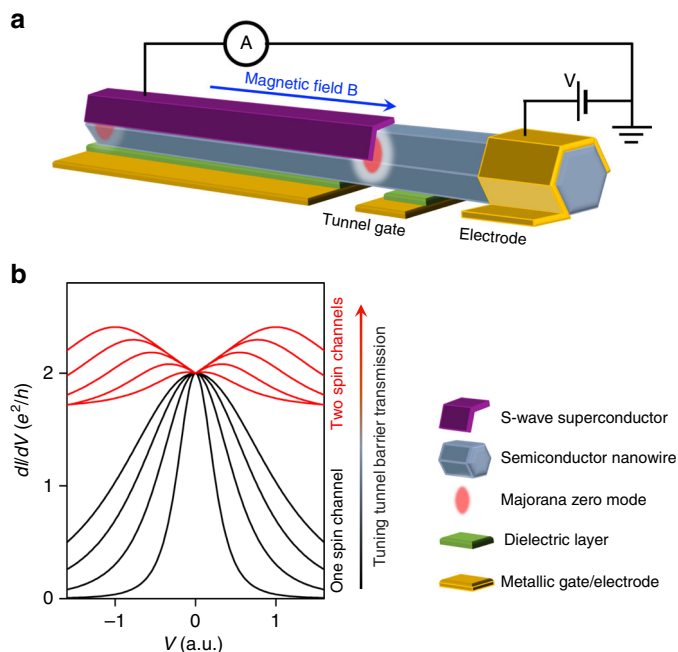 a
A
Magnetic field B
V
Tunnel gate
Electrode
b
dI/dV (e²/h)
2
1
0
−1
0
1
V (a.u.)
One spin channel
Two spin channels
Tuning tunnel barrier transmission
S-wave superconductor
Semiconductor nanowire
Majorana zero mode
Dielectric layer
Metallic gate/electrode